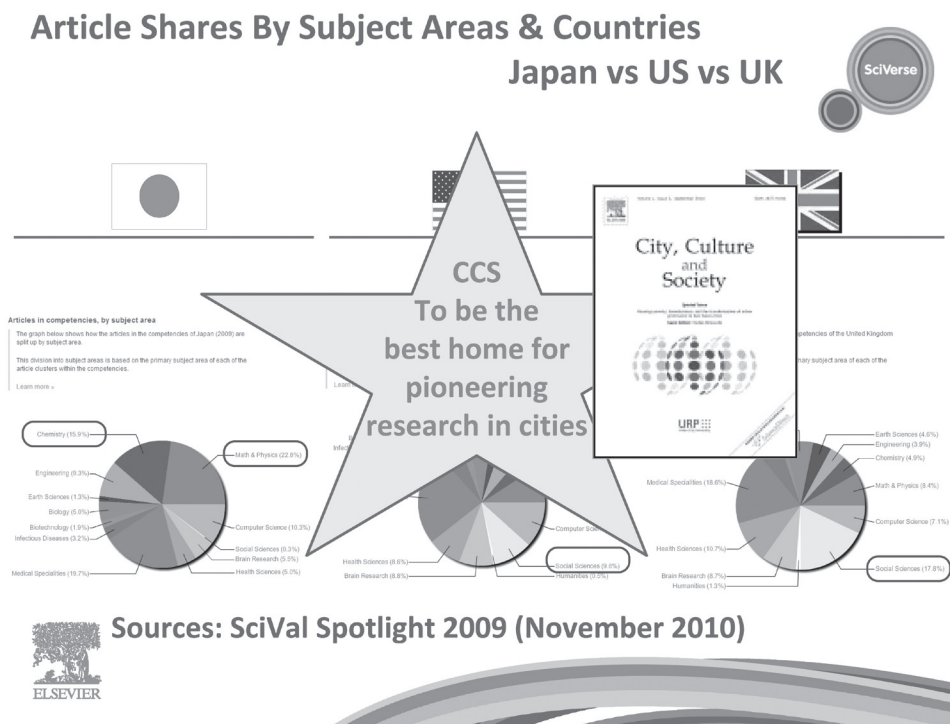 Article Shares By Subject Areas & Countries
Japan vs US vs UK
SciVerse
CCS
To be the
best home for
pioneering
research in cities
City, Culture
and
Society
Special Issue
URP
Articles in competencies, by subject area
The graph below shows how the articles in the competencies of Japan (2009) are
split up by subject area.
This division into subject areas is based on the primary subject area of each of the
article clusters within the competencies.
Learn more »
Chemistry (15.9%)
Math & Physics (22.8%)
Engineering (9.3%)
Earth Sciences (1.3%)
Biology (5.0%)
Biotechnology (1.9%)
Infectious Diseases (3.2%)
Medical Specialities (19.7%)
Computer Science (10.3%)
Social Sciences (0.3%)
Brain Research (5.5%)
Health Sciences (5.0%)
Learn
Infect
Health Sciences (8.6%)
Brain Research (8.8%)
Computer Scien
Social Sciences (9.9%)
Humanities (0.5%)
petencies of the United Kingdom
mary subject area of each of the
Earth Sciences (4.6%)
Engineering (3.9%)
Chemistry (4.9%)
Math & Physics (8.4%)
Computer Science (7.1%)
Social Sciences (17.8%)
Medical Specialities (18.6%)
Health Sciences (10.7%)
Brain Research (8.7%)
Humanities (1.3%)
Sources: SciVal Spotlight 2009 (November 2010)
ELSEVIER